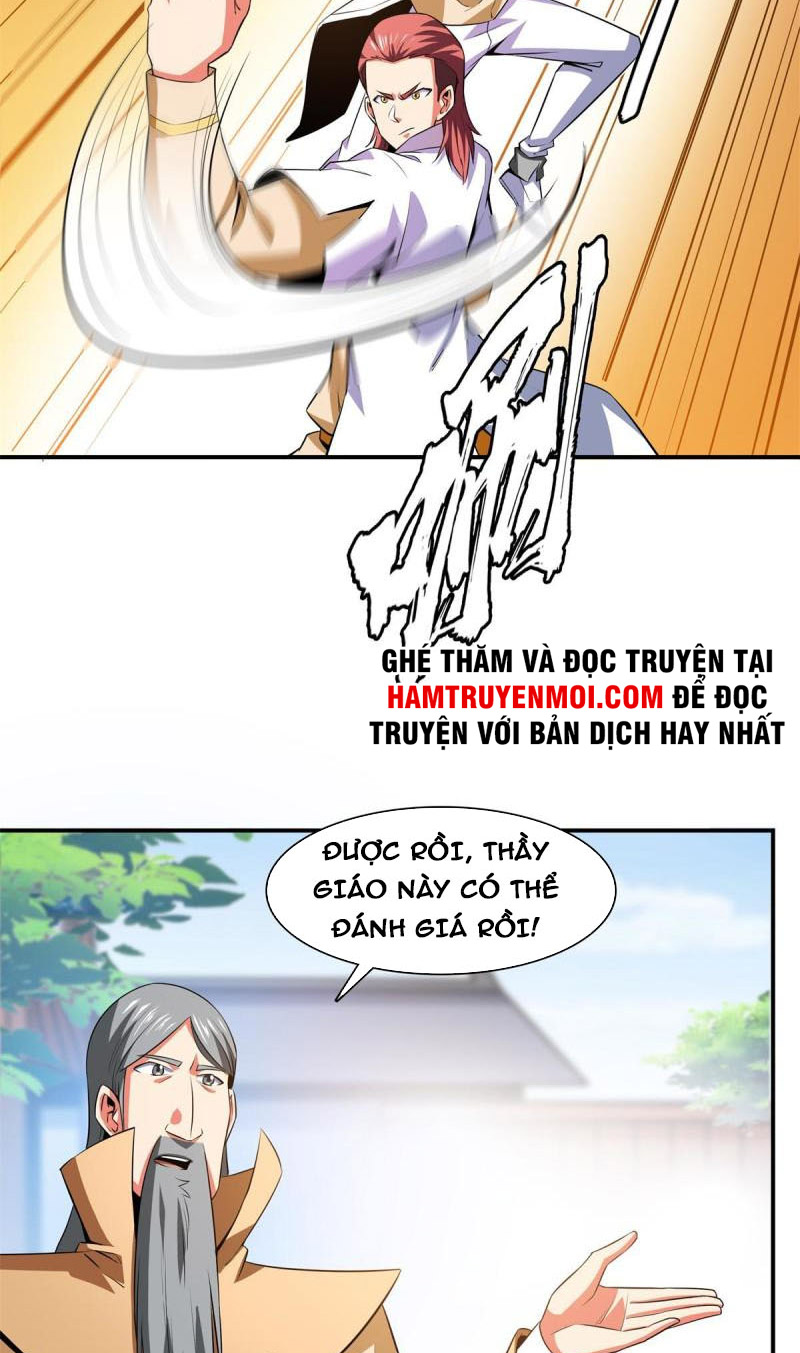 GHÉ THĂM VÀ ĐỌC TRUYỆN TẠI
HAMTRUYENMOI.COM ĐỂ ĐỌC
TRUYỆN VỚI BẢN DỊCH HAY NHẤT
ĐƯỢC RỒI, THẦY
GIÁO NÀY CÓ THỂ
ĐÁNH GIÁ RỒI!